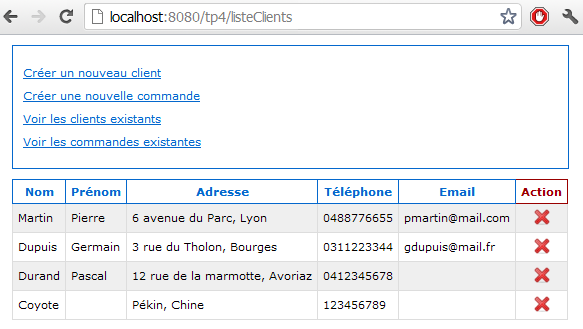 localhost:8080/tp4/listeClients
Créer un nouveau client
Créer une nouvelle commande
Voir les clients existants
Voir les commandes existantes
Nom Prénom Adresse Téléphone Email Action
Martin Pierre 6 avenue du Parc, Lyon 0488776655 pmartin@mail.com
Dupuis Germain 3 rue du Tholon, Bourges 0311223344 gdupuis@mail.fr
Durand Pascal 12 rue de la marmotte, Avoriaz 0412345678
Coyote Pékin, Chine 123456789